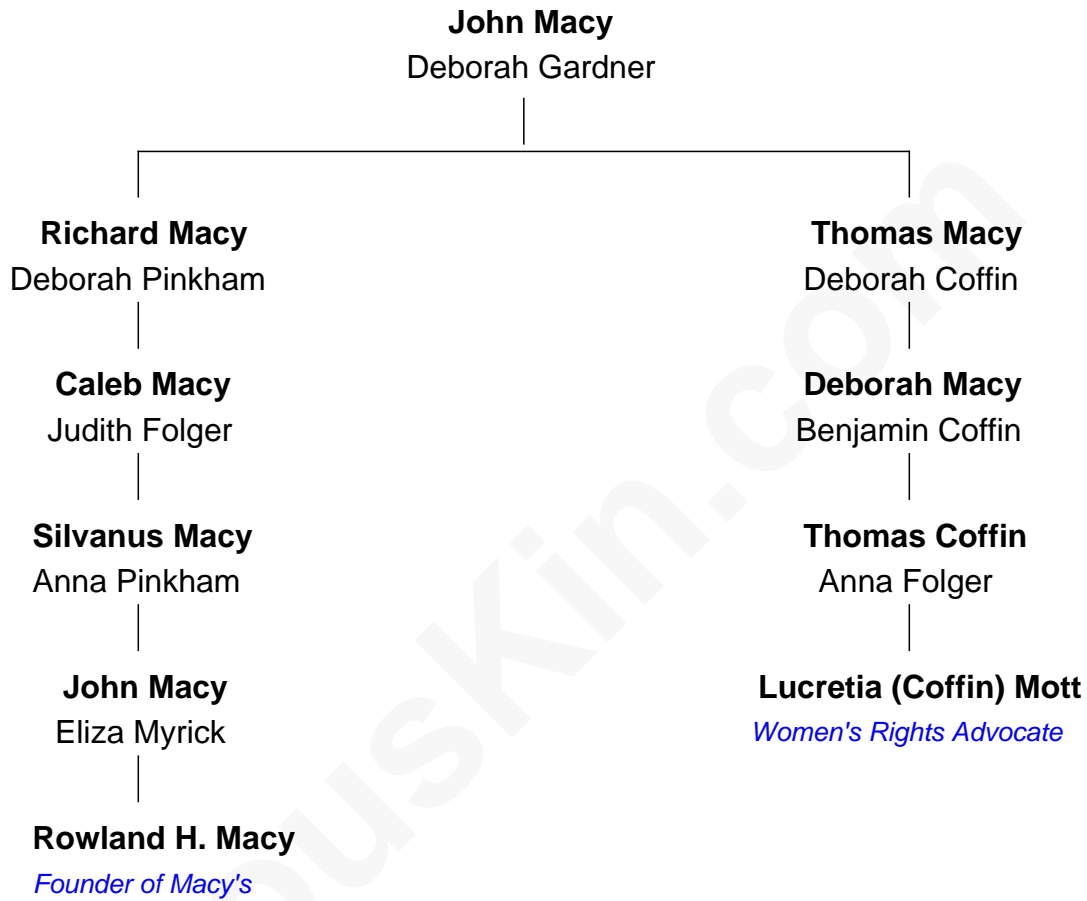 John Macy
Deborah Gardner
Richard Macy
Deborah Pinkham
Thomas Macy
Deborah Coffin
Caleb Macy
Judith Folger
Deborah Macy
Benjamin Coffin
Silvanus Macy
Anna Pinkham
Thomas Coffin
Anna Folger
John Macy
Eliza Myrick
Lucretia (Coffin) Mott
Women's Rights Advocate
Rowland H. Macy
Founder of Macy's
ousKin.com